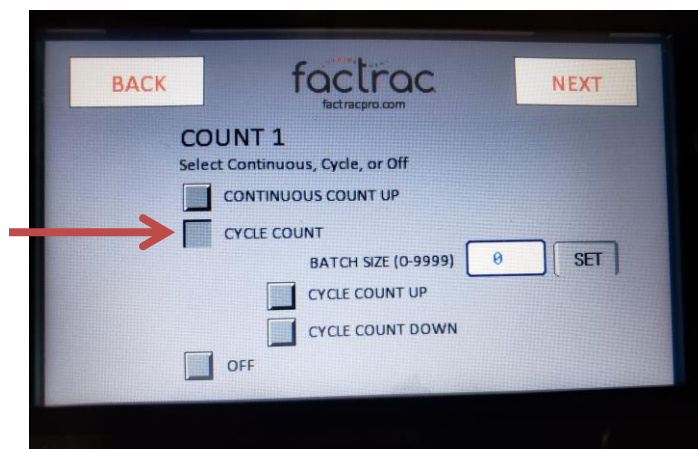 BACK
factrac
NEXT
factracpro.com
COUNT 1
Select Continuous, Cycle, or Off
CONTINUOUS COUNT UP
CYCLE COUNT
BATCH SIZE (0-9999) 0 SET
CYCLE COUNT UP
CYCLE COUNT DOWN
OFF